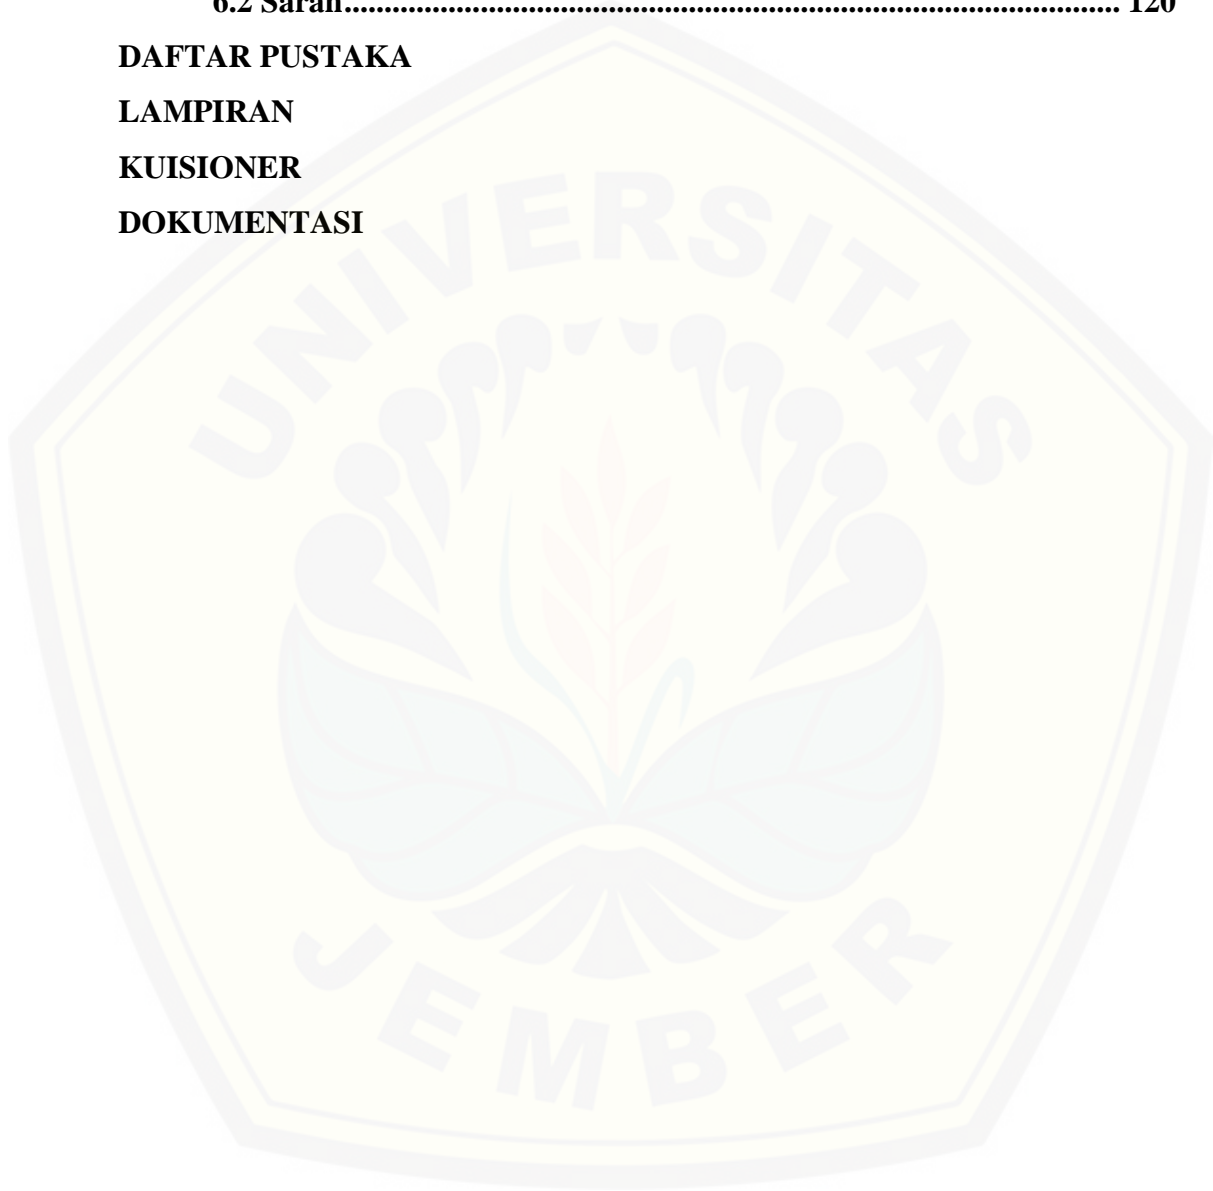 6.2 Saran................................................................................................ 120
DAFTAR PUSTAKA
LAMPIRAN
KUISIONER
DOKUMENTASI
UNIVERSITAS
JEMBER